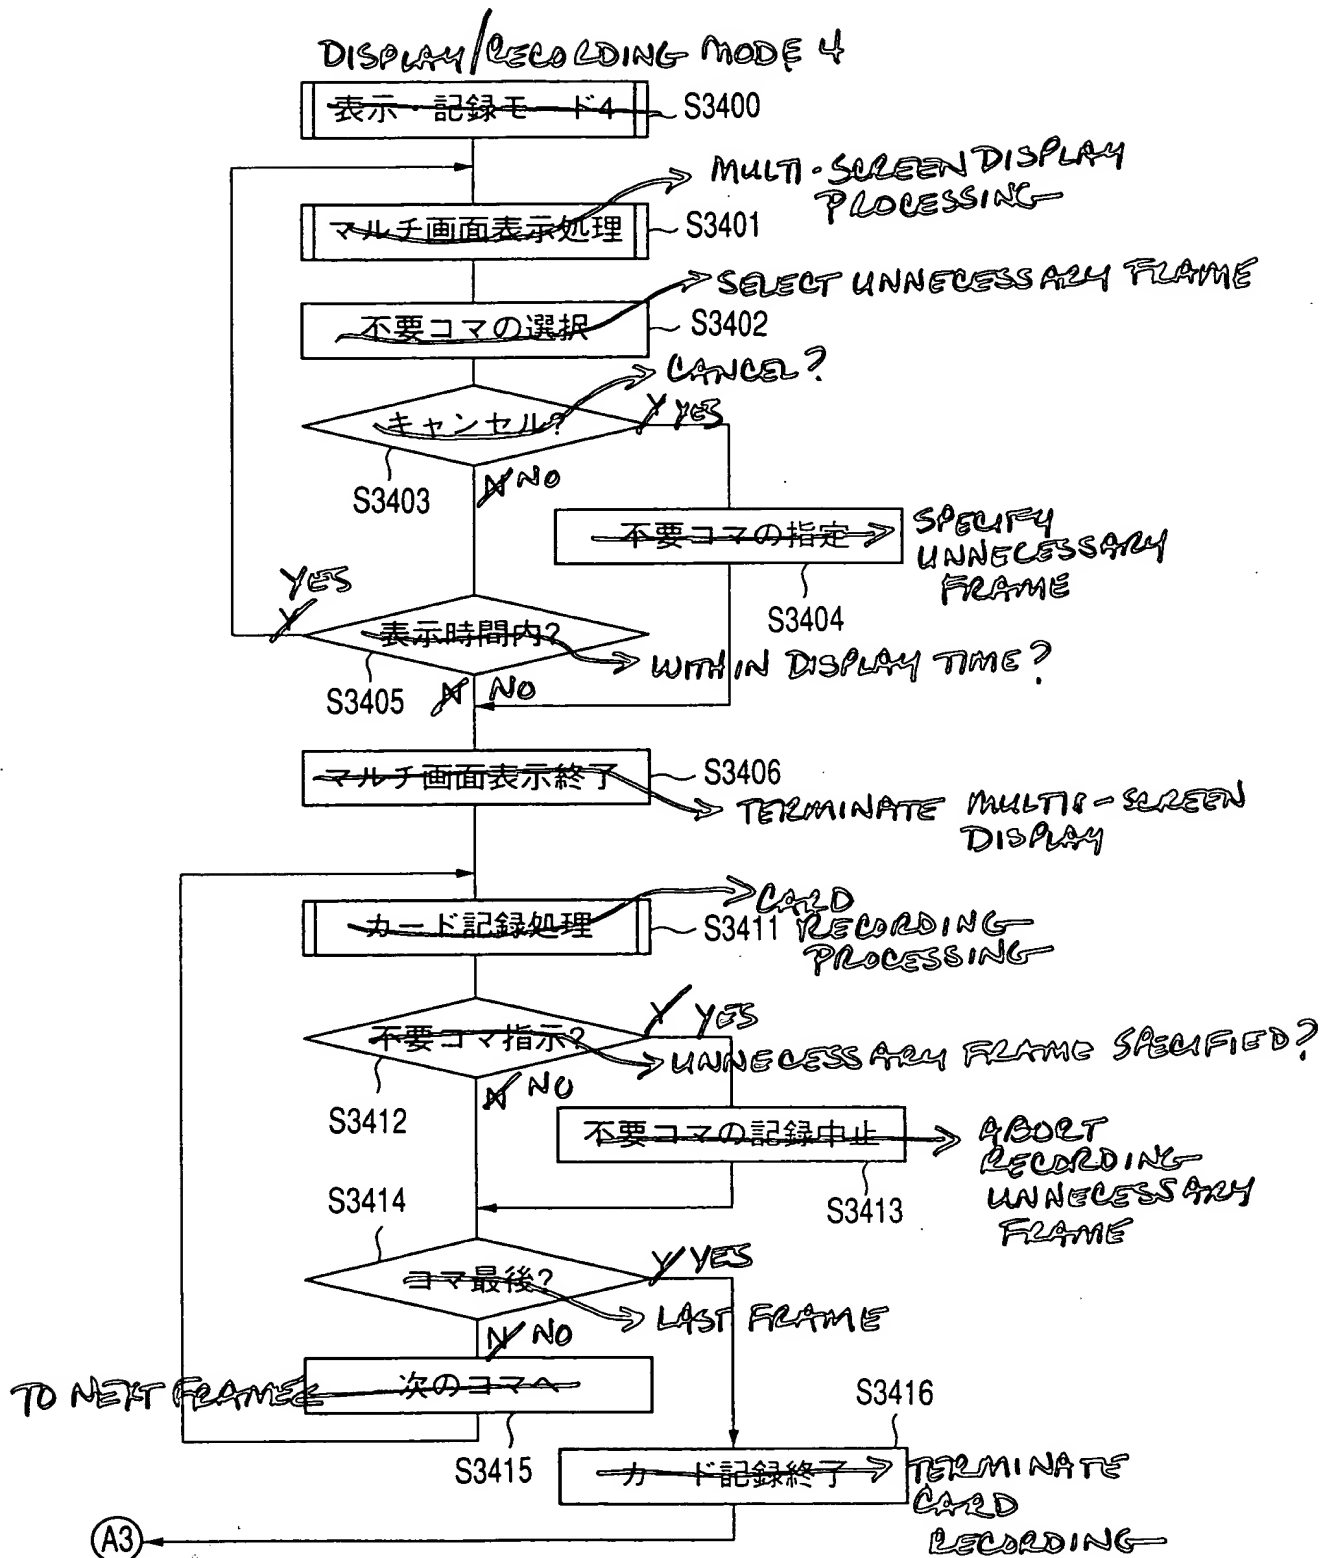 DISPLAY/RECORDING MODE 4
表示・記録モード4
S3400
MULTI-SCREEN DISPLAY
PROCESSING
マルチ画面表示処理
S3401
SELECT UNNECESSARY FRAME
不要コマの選択
S3402
CANCEL?
キャンセル?
Y YES
S3403
N NO
不要コマの指定
SPECIFY
UNNECESSARY
FRAME
S3404
YES
Y
表示時間内?
WITHIN DISPLAY TIME?
S3405
N NO
マルチ画面表示終了
S3406
TERMINATE MULTI-SCREEN
DISPLAY
カード記録処理
S3411
CARD
RECORDING
PROCESSING
Y YES
不要コマ指示?
UNNECESSARY FRAME SPECIFIED?
S3412
N NO
不要コマの記録中止
ABORT
RECORDING
UNNECESSARY
FRAME
S3413
S3414
Y YES
コマ最後?
LAST FRAME
N NO
TO NEXT FRAME
次のコマへ
S3415
S3416
カード記録終了
TERMINATE
CARD
RECORDING
A3